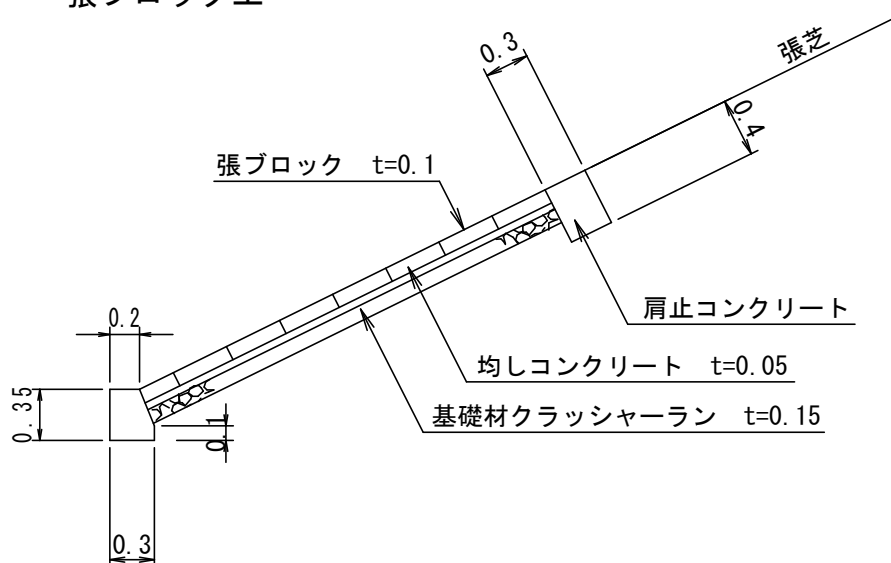 張ブロック工
0.3
張芝
0.4
張ブロック t=0.1
肩止コンクリート
0.2
均しコンクリート t=0.05
0.35
0.1
基礎材クラッシャーラン t=0.15
0.3